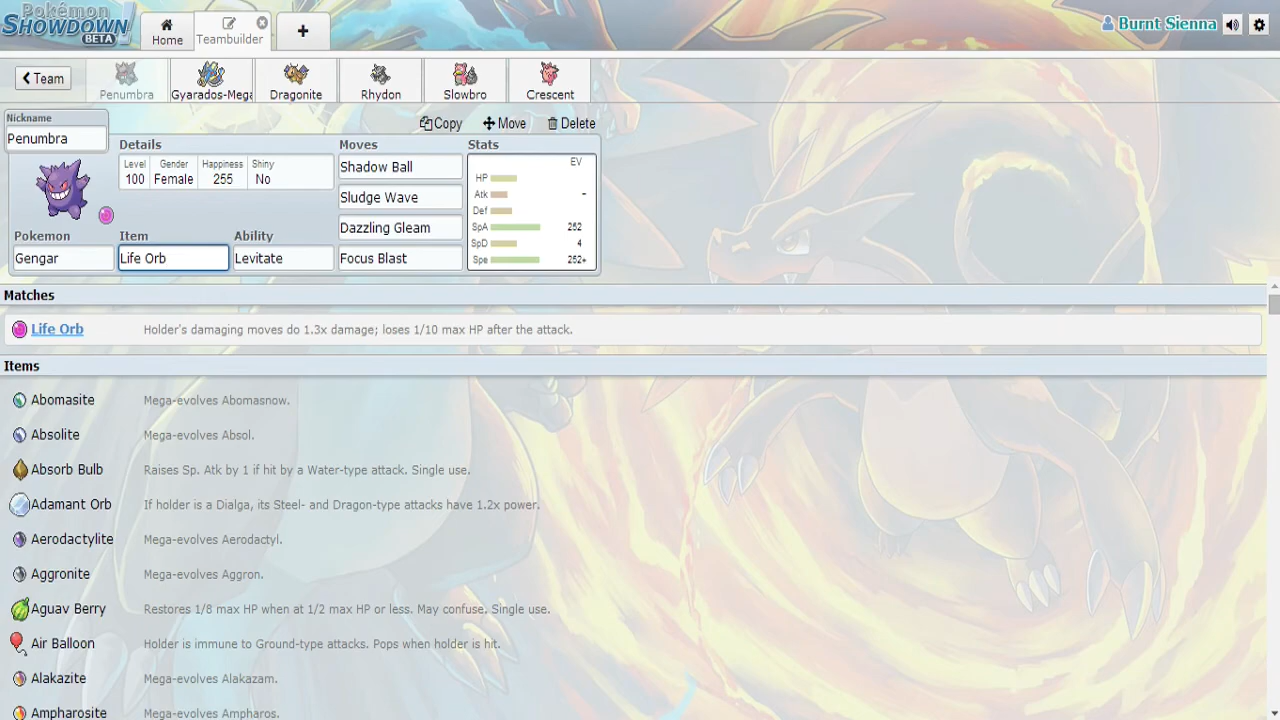 Pokémon
SHOWDOWN!
BETA
Home
Teambuilder
+
Burnt Sienna
Team
Penumbra
Gyarados-Mega
Dragonite
Rhydon
Slowbro
Crescent
Copy
Move
Delete
Nickname
Penumbra
Details
Moves
Stats
Level
Gender
Happiness
Shiny
100
Female
255
No
Shadow Ball
Sludge Wave
Dazzling Gleam
Focus Blast
EV
HP
Atk -
Def
SpA 252
SpD 4
Spe 252+
Pokemon
Item
Ability
Gengar
Life Orb
Levitate
Matches
Life Orb Holder's damaging moves do 1.3x damage; loses 1/10 max HP after the attack.
Items
Abomasite Mega-evolves Abomasnow.
Absolite Mega-evolves Absol.
Absorb Bulb Raises Sp. Atk by 1 if hit by a Water-type attack. Single use.
Adamant Orb If holder is a Dialga, its Steel- and Dragon-type attacks have 1.2x power.
Aerodactylite Mega-evolves Aerodactyl.
Aggronite Mega-evolves Aggron.
Aguav Berry Restores 1/8 max HP when at 1/2 max HP or less. May confuse. Single use.
Air Balloon Holder is immune to Ground-type attacks. Pops when holder is hit.
Alakazite Mega-evolves Alakazam.
Ampharosite Mega-evolves Ampharos.